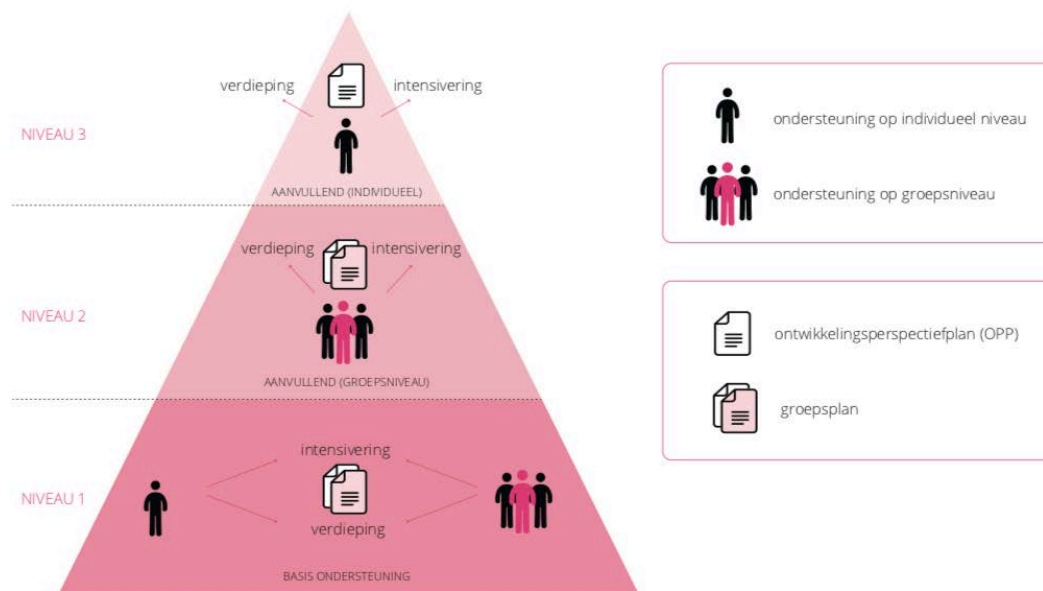 verdieping
intensivering
NIVEAU 3
AANVULLEND (INDIVIDUEEL)
verdieping
intensivering
NIVEAU 2
AANVULLEND (GROEPSNIVEAU)
intensivering
NIVEAU 1
verdieping
BASIS ONDERSTEUNING
ondersteuning op individueel niveau
ondersteuning op groepsniveau
ontwikkelingsperspectiefplan (OPP)
groepsplan